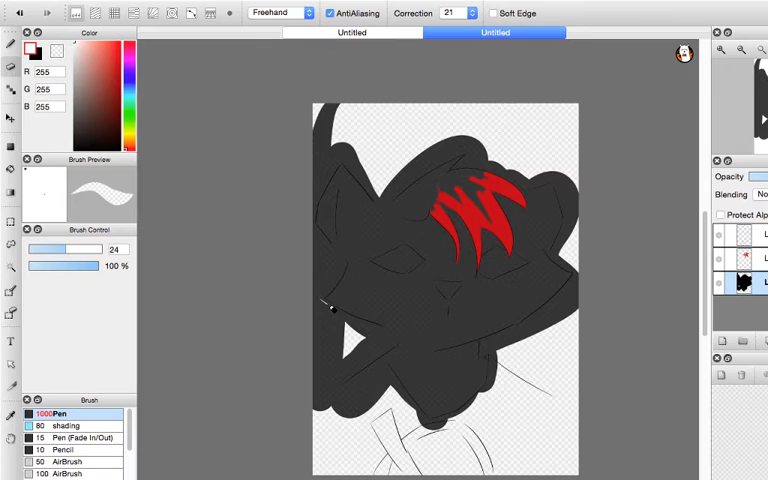 Freehand AntiAliasing Correction 21 Soft Edge
Untitled Untitled
Color
R 255
G 255
B 255
Brush Preview
Brush Control
24
100 %
T
Brush
1000 Pen
80 shading
15 Pen (Fade In/Out)
10 Pencil
50 AirBrush
100 AirBrush
Opacity
Blending No
Protect Alp
L
L
L